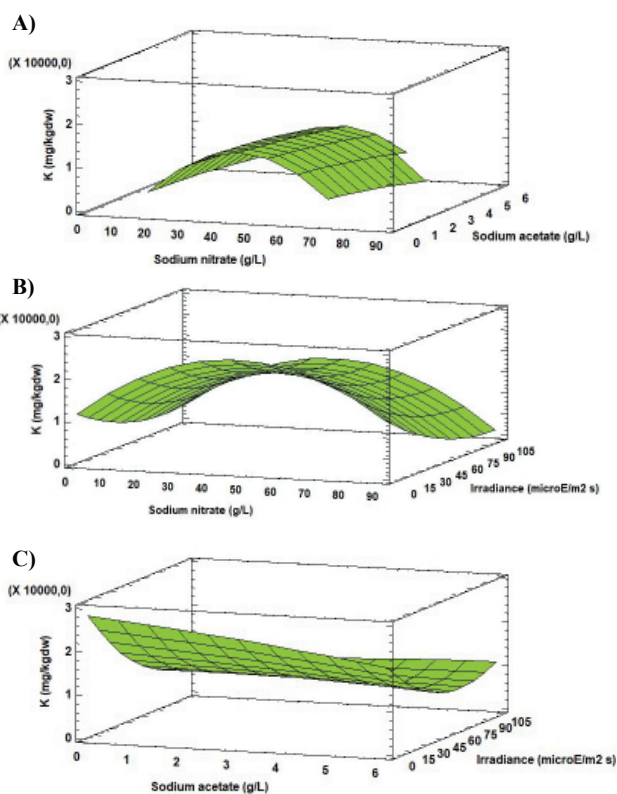 A)
(X 10000,0)
K (mg/kgdw)
3
2
1
0
0 10 20 30 40 50 60 70 80 90
Sodium nitrate (g/L)
0 1 2 3 4 5 6
Sodium acetate (g/L)
B)
(X 10000,0)
K (mg/kgdw)
3
2
1
0
0 10 20 30 40 50 60 70 80 90
Sodium nitrate (g/L)
0 15 30 45 60 75 90 105
Irradiance (microE/m2 s)
C)
(X 10000,0)
K (mg/kgdw)
3
2
1
0
0 1 2 3 4 5 6
Sodium acetate (g/L)
0 15 30 45 60 75 90 105
Irradiance (microE/m2 s)